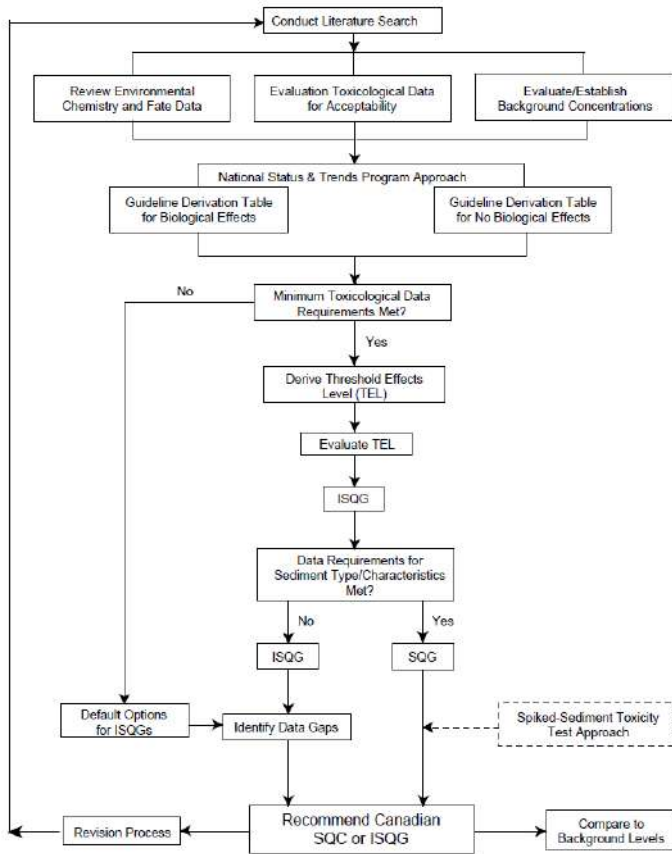 Conduct Literature Search
Review Environmental
Chemistry and Fate Data
Evaluation Toxicological Data
for Acceptability
Evaluate/Establish
Background Concentrations
National Status & Trends Program Approach
Guideline Derivation Table
for Biological Effects
Guideline Derivation Table
for No Biological Effects
No
Minimum Toxicological Data
Requirements Met?
Yes
Derive Threshold Effects
Level (TEL)
Evaluate TEL
ISQG
Data Requirements for
Sediment Type/Characteristics
Met?
No
Yes
ISQG
SQG
Default Options
for ISQGs
Identify Data Gaps
Spiked-Sediment Toxicity
Test Approach
Revision Process
Recommend Canadian
SQC or ISQG
Compare to
Background Levels